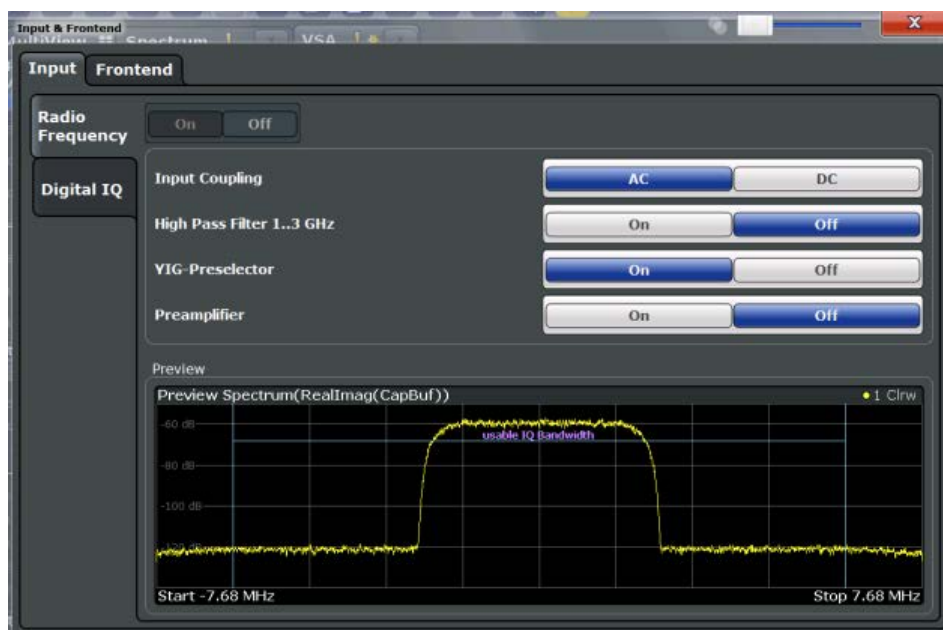 Input & Frontend
MultiView Spectrum ! VSA !
Input Frontend
Radio
Frequency
On Off
Digital IQ
Input Coupling AC DC
High Pass Filter 1..3 GHz On Off
YIG-Preselector On Off
Preamplifier On Off
Preview
Preview Spectrum(RealImag(CapBuf)) 1 Clrw
-60 dB
usable IQ Bandwidth
-80 dB
-100 dB
-120 dB
Start -7.68 MHz Stop 7.68 MHz